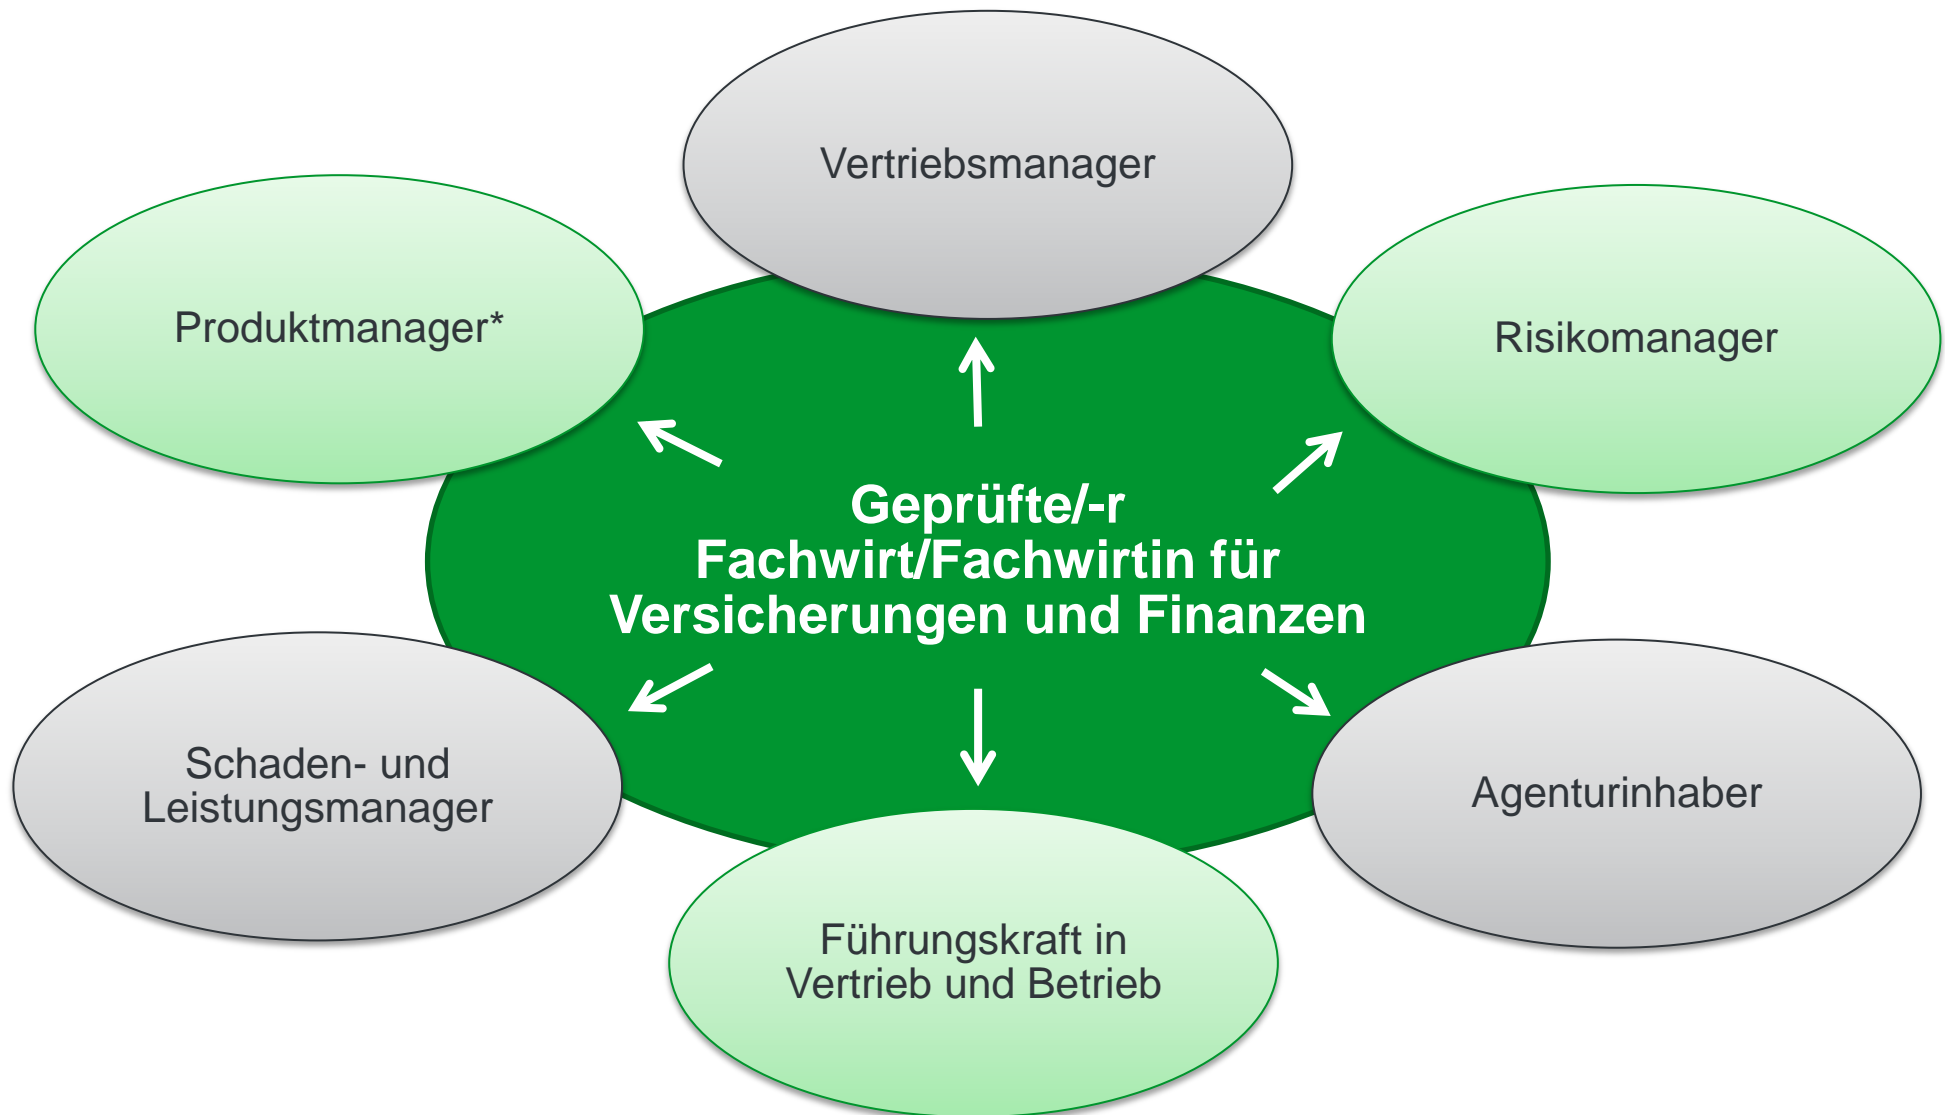 Vertriebsmanager
Produktmanager*
Risikomanager
Geprüfte/-r
Fachwirt/Fachwirtin für
Versicherungen und Finanzen
Schaden- und
Leistungsmanager
Agenturinhaber
Führungskraft in
Vertrieb und Betrieb